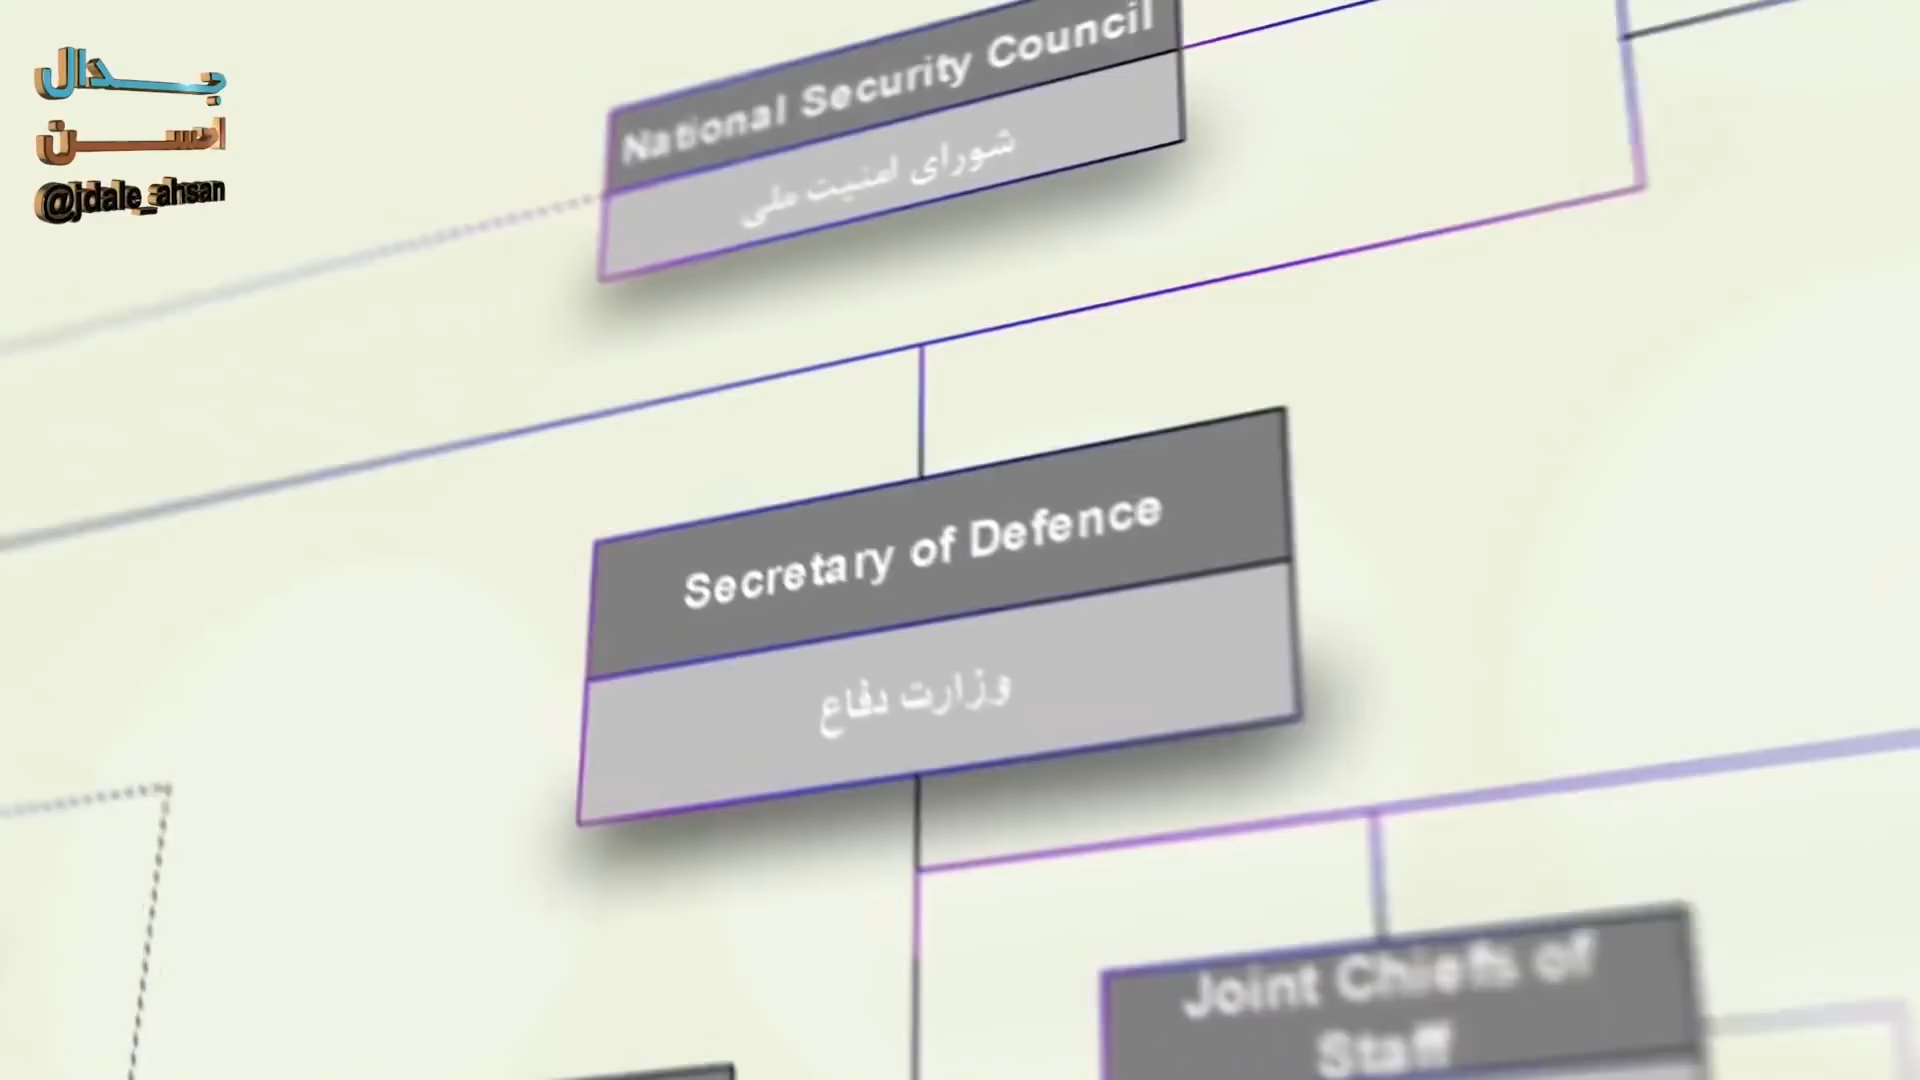 جدال
احسن
@jdale_ahsan
National Security Council
شورای امنیت ملی
Secretary of Defence
وزارت دفاع
Joint Chiefs of
Staff